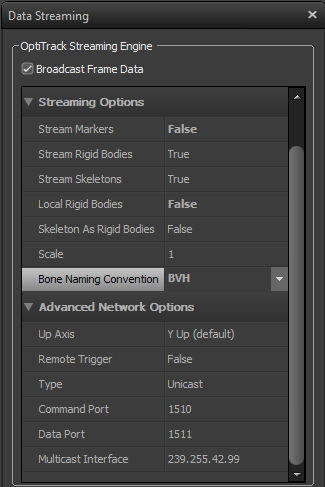 Data Streaming
OptiTrack Streaming Engine
Broadcast Frame Data
Streaming Options
Stream Markers False
Stream Rigid Bodies True
Stream Skeletons True
Local Rigid Bodies False
Skeleton As Rigid Bodies False
Scale 1
Bone Naming Convention BVH
Advanced Network Options
Up Axis Y Up (default)
Remote Trigger False
Type Unicast
Command Port 1510
Data Port 1511
Multicast Interface 239.255.42.99